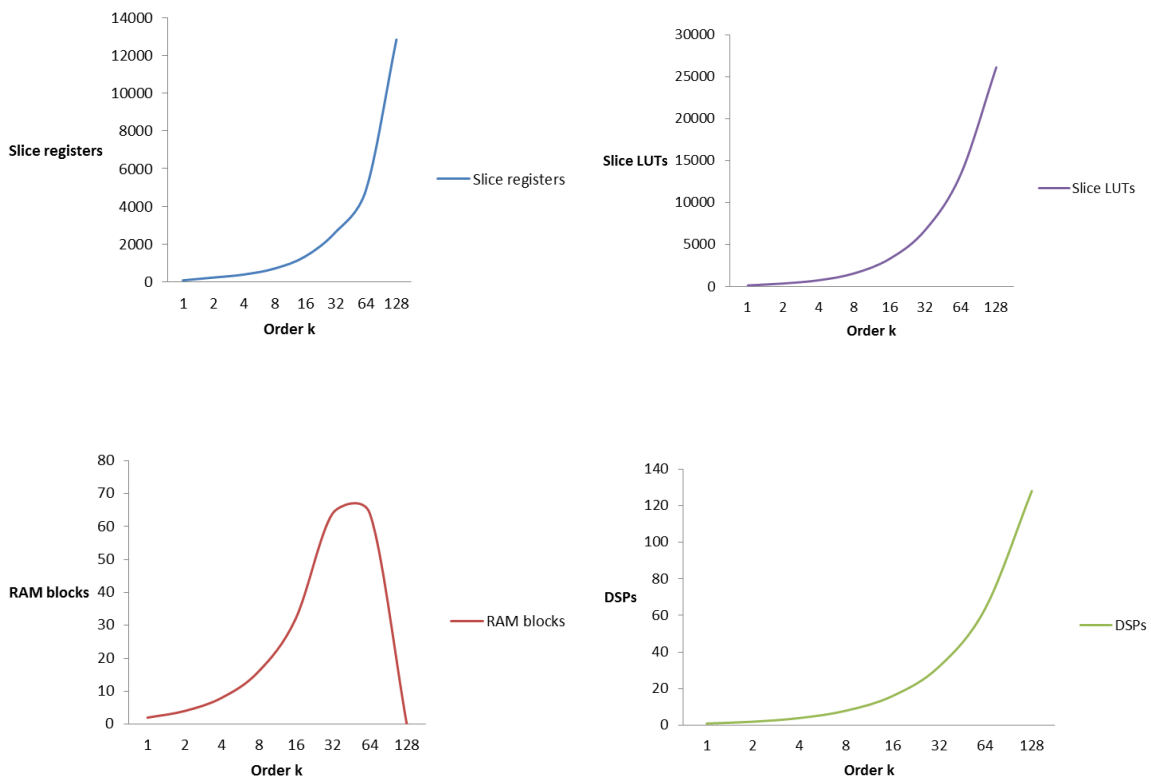 14000
12000
10000
8000
6000
4000
2000
0
Slice registers
Slice registers
1 2 4 8 16 32 64 128
Order k
30000
25000
20000
15000
10000
5000
0
Slice LUTs
Slice LUTs
1 2 4 8 16 32 64 128
Order k
80
70
60
50
40
30
20
10
0
RAM blocks
RAM blocks
1 2 4 8 16 32 64 128
Order k
140
120
100
80
60
40
20
0
DSPs
DSPs
1 2 4 8 16 32 64 128
Order k